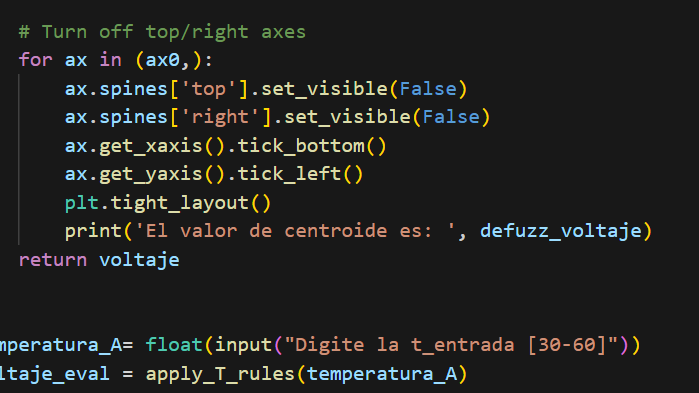 # Turn off top/right axes
for ax in (ax0,):
ax.spines['top'].set_visible(False)
ax.spines['right'].set_visible(False)
ax.get_xaxis().tick_bottom()
ax.get_yaxis().tick_left()
plt.tight_layout()
print('El valor de centroide es: ', defuzz_voltaje)
return voltaje
mperatura_A= float(input("Digite la t_entrada [30-60]"))
ltaje_eval = apply_T_rules(temperatura_A)